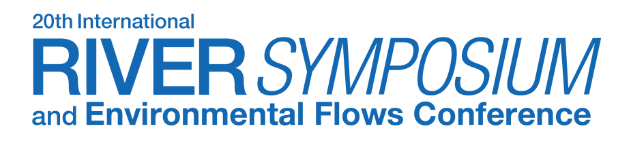 20th International
RIVER SYMPOSIUM
and Environmental Flows Conference